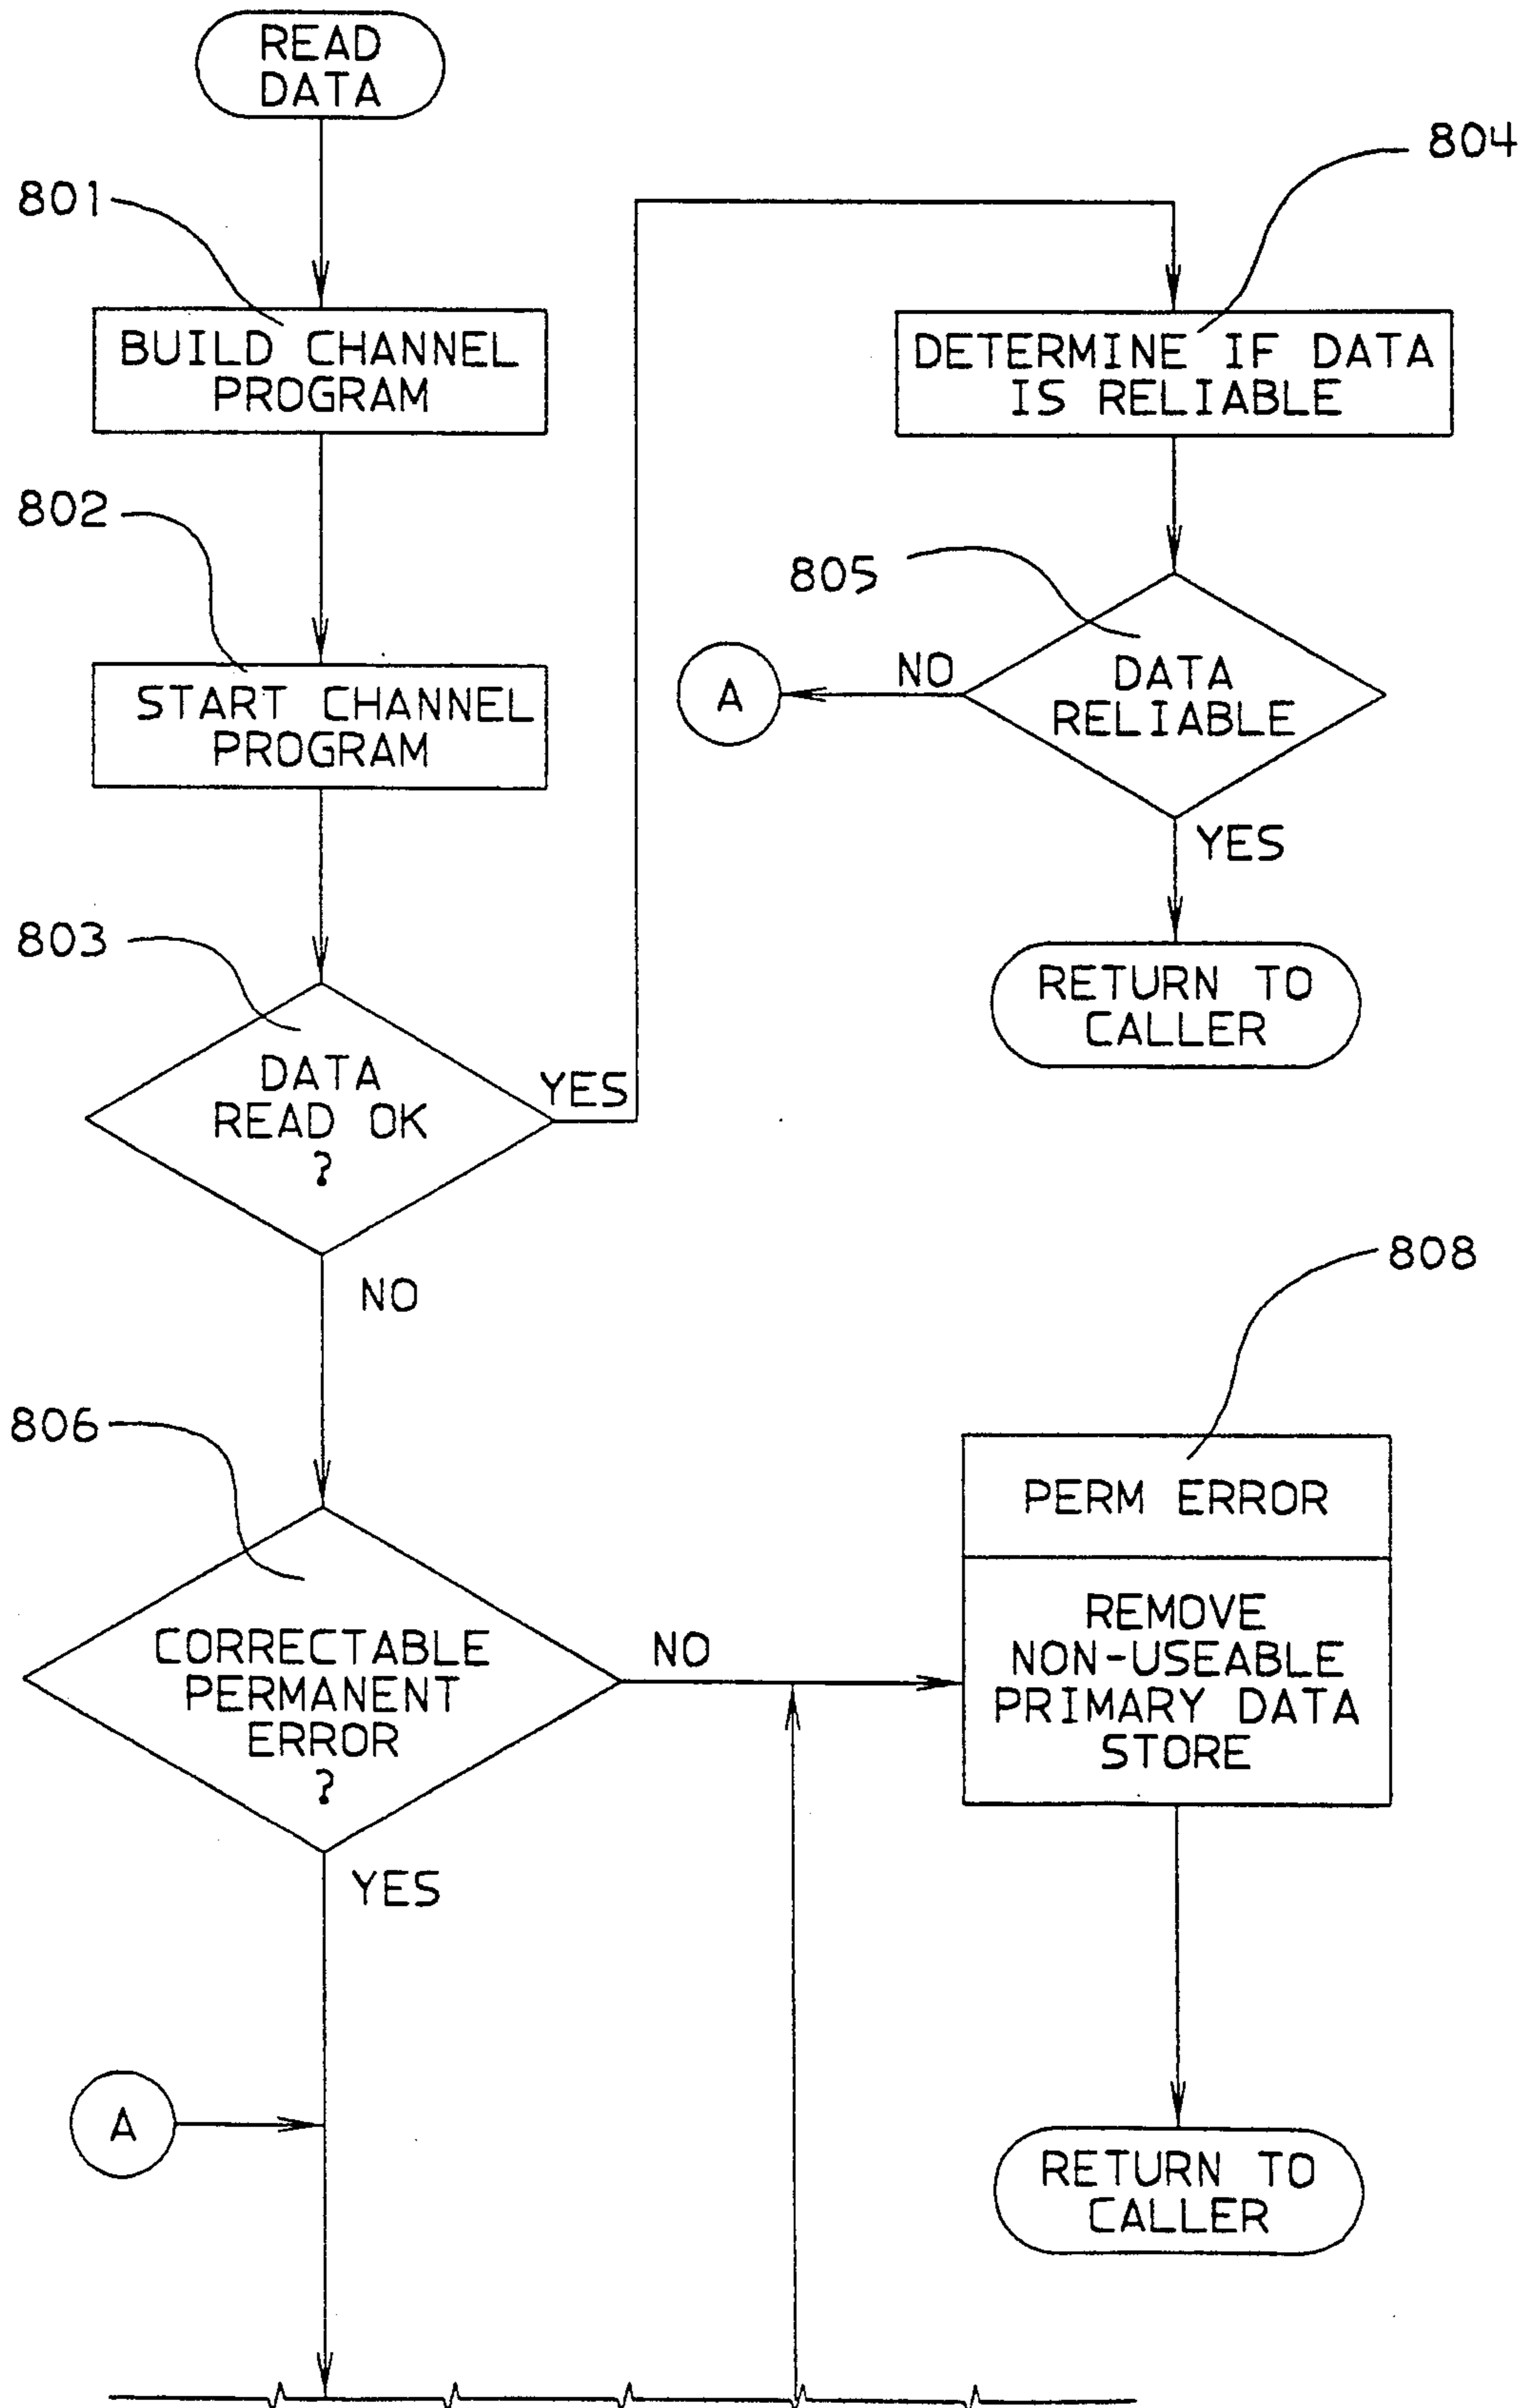 READ
DATA
801
BUILD CHANNEL
PROGRAM
802
START CHANNEL
PROGRAM
803
DATA
READ OK
?
YES
NO
804
DETERMINE IF DATA
IS RELIABLE
805
DATA
RELIABLE
NO
A
YES
RETURN TO
CALLER
806
CORRECTABLE
PERMANENT
ERROR
?
NO
YES
808
PERM ERROR
REMOVE
NON-USEABLE
PRIMARY DATA
STORE
A
RETURN TO
CALLER